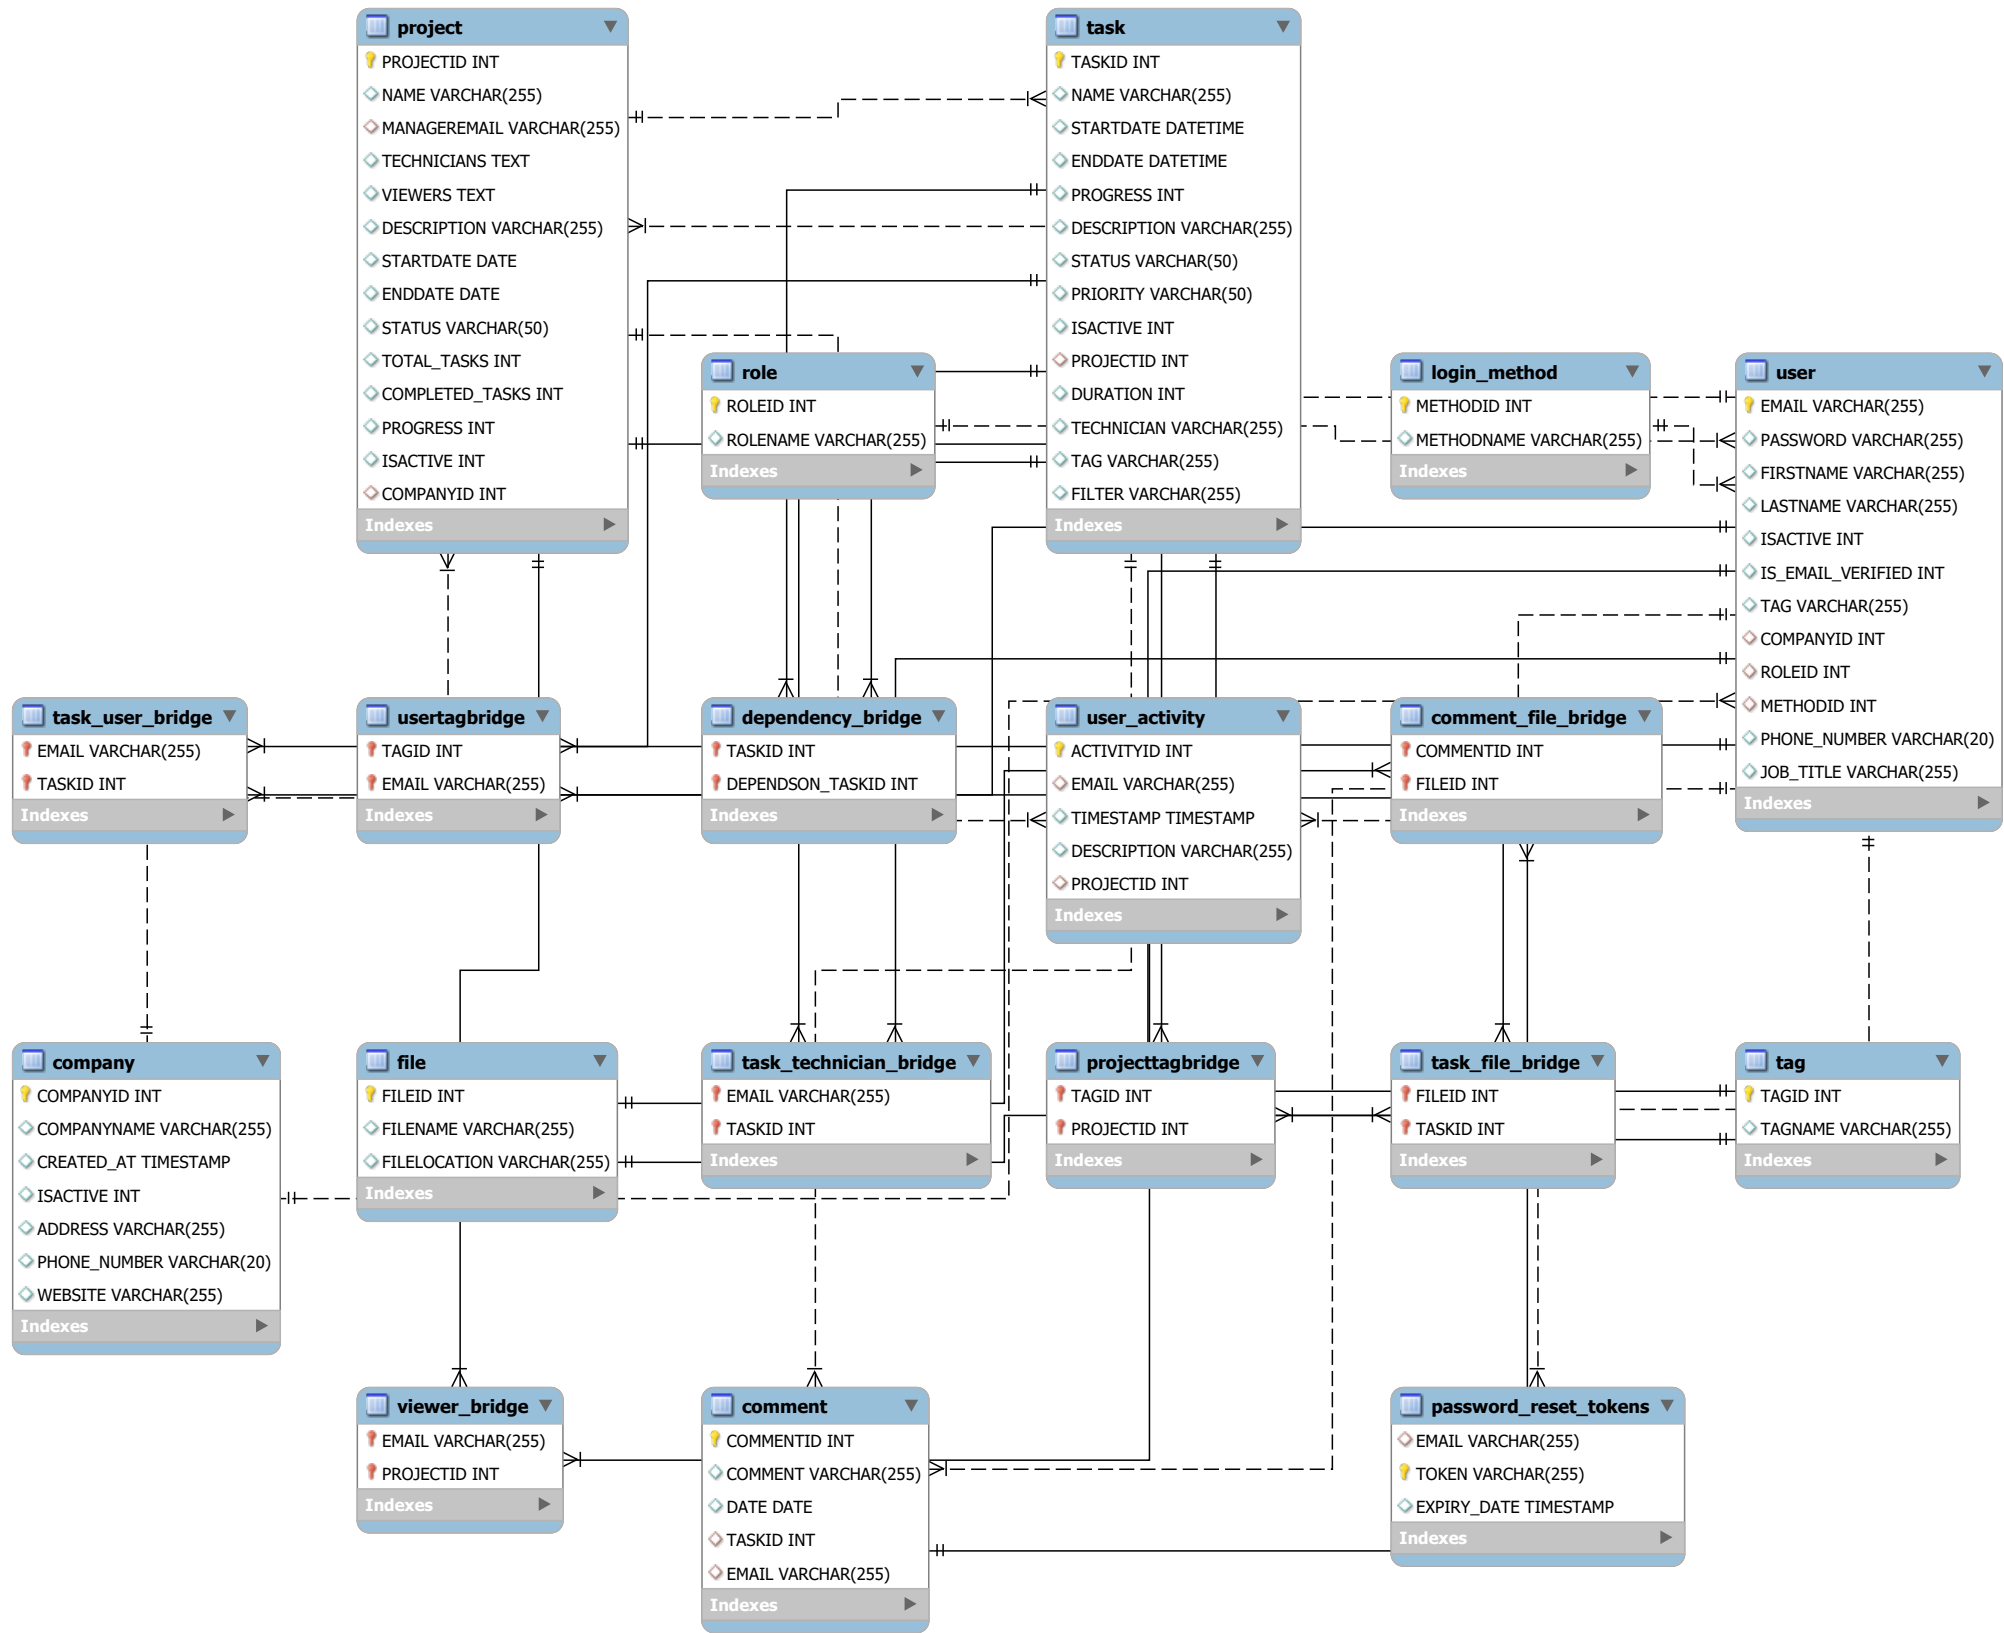 project
PROJECTID INT
NAME VARCHAR(255)
MANAGEREMAIL VARCHAR(255)
TECHNICIANS TEXT
VIEWERS TEXT
DESCRIPTION VARCHAR(255)
STARTDATE DATE
ENDDATE DATE
STATUS VARCHAR(50)
TOTAL_TASKS INT
COMPLETED_TASKS INT
PROGRESS INT
ISACTIVE INT
COMPANYID INT
Indexes
task
TASKID INT
NAME VARCHAR(255)
STARTDATE DATETIME
ENDDATE DATETIME
PROGRESS INT
DESCRIPTION VARCHAR(255)
STATUS VARCHAR(50)
PRIORITY VARCHAR(50)
ISACTIVE INT
PROJECTID INT
DURATION INT
TECHNICIAN VARCHAR(255)
TAG VARCHAR(255)
FILTER VARCHAR(255)
Indexes
role
ROLEID INT
ROLENAME VARCHAR(255)
Indexes
login_method
METHODID INT
METHODNAME VARCHAR(255)
Indexes
user
EMAIL VARCHAR(255)
PASSWORD VARCHAR(255)
FIRSTNAME VARCHAR(255)
LASTNAME VARCHAR(255)
ISACTIVE INT
IS_EMAIL_VERIFIED INT
TAG VARCHAR(255)
COMPANYID INT
ROLEID INT
METHODID INT
PHONE_NUMBER VARCHAR(20)
JOB_TITLE VARCHAR(255)
Indexes
task_user_bridge
EMAIL VARCHAR(255)
TASKID INT
Indexes
usertagbridge
TAGID INT
EMAIL VARCHAR(255)
Indexes
dependency_bridge
TASKID INT
DEPENDSON_TASKID INT
Indexes
user_activity
ACTIVITYID INT
EMAIL VARCHAR(255)
TIMESTAMP TIMESTAMP
DESCRIPTION VARCHAR(255)
PROJECTID INT
Indexes
comment_file_bridge
COMMENTID INT
FILEID INT
Indexes
company
COMPANYID INT
COMPANYNAME VARCHAR(255)
CREATED_AT TIMESTAMP
ISACTIVE INT
ADDRESS VARCHAR(255)
PHONE_NUMBER VARCHAR(20)
WEBSITE VARCHAR(255)
Indexes
file
FILEID INT
FILENAME VARCHAR(255)
FILELOCATION VARCHAR(255)
Indexes
task_technician_bridge
EMAIL VARCHAR(255)
TASKID INT
Indexes
projecttagbridge
TAGID INT
PROJECTID INT
Indexes
task_file_bridge
FILEID INT
TASKID INT
Indexes
tag
TAGID INT
TAGNAME VARCHAR(255)
Indexes
viewer_bridge
EMAIL VARCHAR(255)
PROJECTID INT
Indexes
comment
COMMENTID INT
COMMENT VARCHAR(255)
DATE DATE
TASKID INT
EMAIL VARCHAR(255)
Indexes
password_reset_tokens
EMAIL VARCHAR(255)
TOKEN VARCHAR(255)
EXPIRY_DATE TIMESTAMP
Indexes